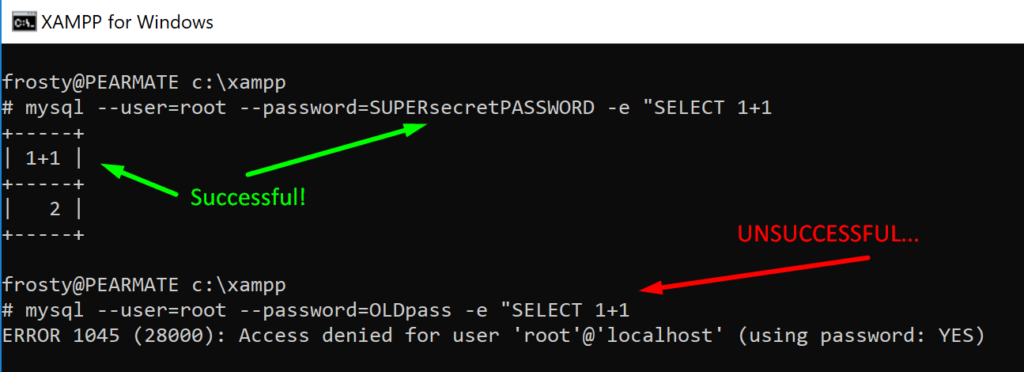 XAMPP for Windows
frosty@PEARMATE c:\xampp
# mysql --user=root --password=SUPERsecretPASSWORD -e "SELECT 1+1
+-----+
| 1+1 |
+-----+
|   2 |
+-----+
Successful!
UNSUCCESSFUL...
frosty@PEARMATE c:\xampp
# mysql --user=root --password=OLDpass -e "SELECT 1+1
ERROR 1045 (28000): Access denied for user 'root'@'localhost' (using password: YES)